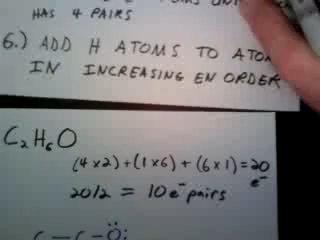 HAS 4 PAIRS
6.) ADD H ATOMS TO ATO
IN INCREASING EN ORDER
C₂H₆O
(4x2)+(1x6)+(6x1)=20 e⁻
20/2 = 10 e⁻ pairs
C-C-Ö: